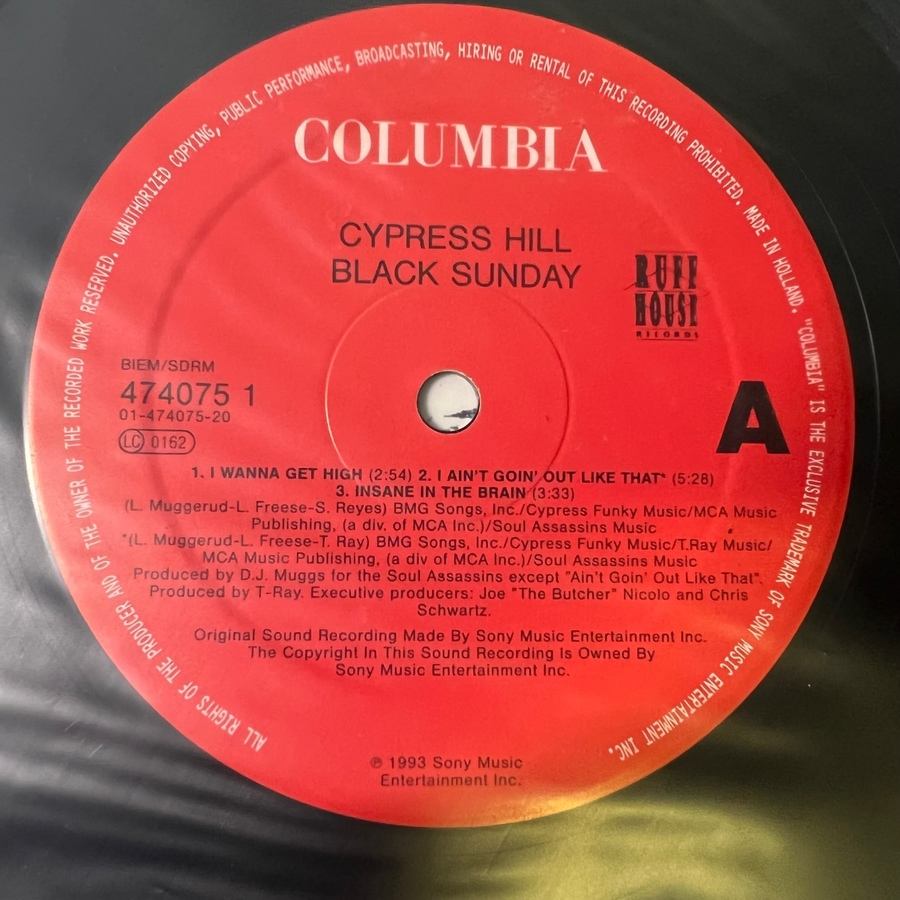 ALL RIGHTS OF THE PRODUCER AND OF THE OWNER OF THE RECORDED WORK RESERVED. UNAUTHORIZED COPYING, PUBLIC PERFORMANCE, BROADCASTING, HIRING OR RENTAL OF THIS RECORDING PROHIBITED. MADE IN HOLLAND. "COLUMBIA" IS THE EXCLUSIVE TRADEMARK OF SONY MUSIC ENTERTAINMENT INC.
COLUMBIA
CYPRESS HILL
BLACK SUNDAY
RUFF
HOUSE
RECORDS
BIEM/SDRM
474075 1
01-474075-20
LC 0162
A
1. I WANNA GET HIGH (2:54) 2. I AIN'T GOIN' OUT LIKE THAT* (5:28)
3. INSANE IN THE BRAIN (3:33)
(L. Muggerud-L. Freese-S. Reyes) BMG Songs, Inc./Cypress Funky Music/MCA Music
Publishing, (a div. of MCA Inc.)/Soul Assassins Music
*(L. Muggerud-L. Freese-T. Ray) BMG Songs, Inc./Cypress Funky Music/T.Ray Music/
MCA Music Publishing, (a div of MCA Inc.)/Soul Assassins Music
Produced by D.J. Muggs for the Soul Assassins except "Ain't Goin' Out Like That".
Produced by T-Ray. Executive producers: Joe "The Butcher" Nicolo and Chris
Schwartz.
Original Sound Recording Made By Sony Music Entertainment Inc.
The Copyright In This Sound Recording Is Owned By
Sony Music Entertainment Inc.
℗ 1993 Sony Music
Entertainment Inc.